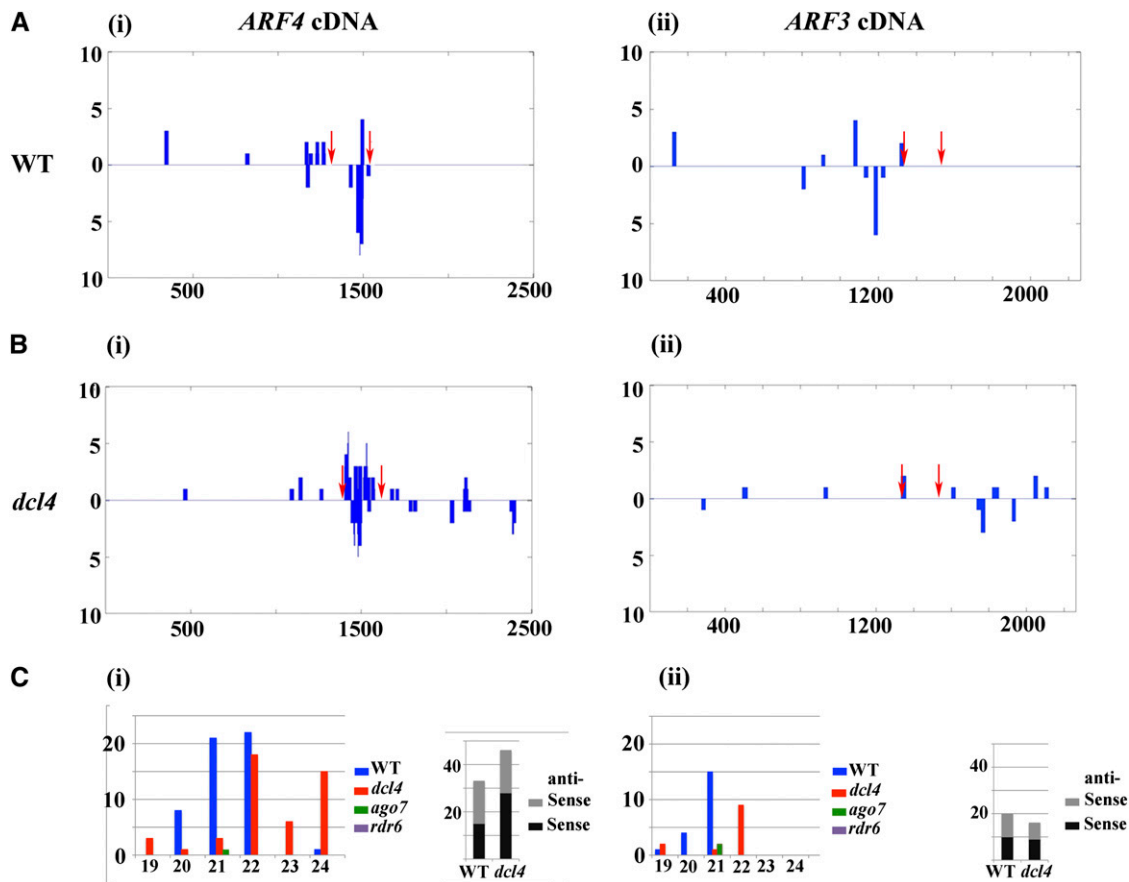 A (i) ARF4 cDNA (ii) ARF3 cDNA
10 10
5 5
WT 0 0
5 5
10 10
500 1500 2500 400 1200 2000
B (i) (ii)
10 10
5 5
dcl4 0 0
5 5
10 10
500 1500 2500 400 1200 2000
C (i) (ii)
20 10 0
19 20 21 22 23 24
WT
dcl4
ago7
rdr6
40 20
WT dcl4
anti-
Sense
Sense
20 10 0
19 20 21 22 23 24
WT
dcl4
ago7
rdr6
40 20
WT dcl4
anti-
Sense
Sense